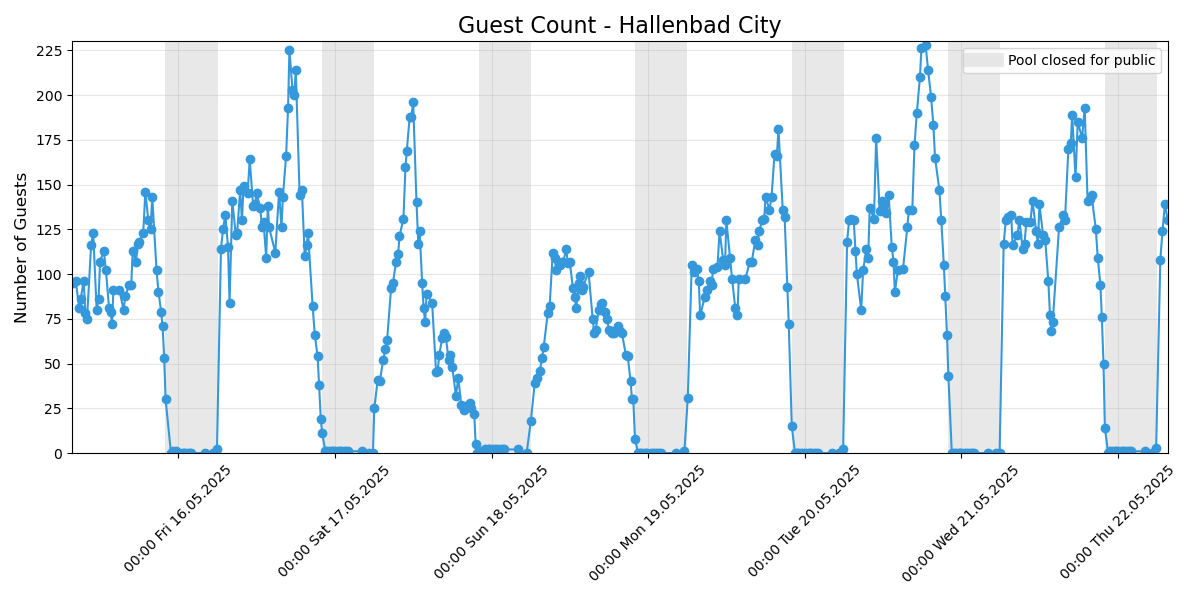 Guest Count - Hallenbad City
Pool closed for public
Number of Guests
225
200
175
150
125
100
75
50
25
0
00:00 Fri 16.05.2025
00:00 Sat 17.05.2025
00:00 Sun 18.05.2025
00:00 Mon 19.05.2025
00:00 Tue 20.05.2025
00:00 Wed 21.05.2025
00:00 Thu 22.05.2025